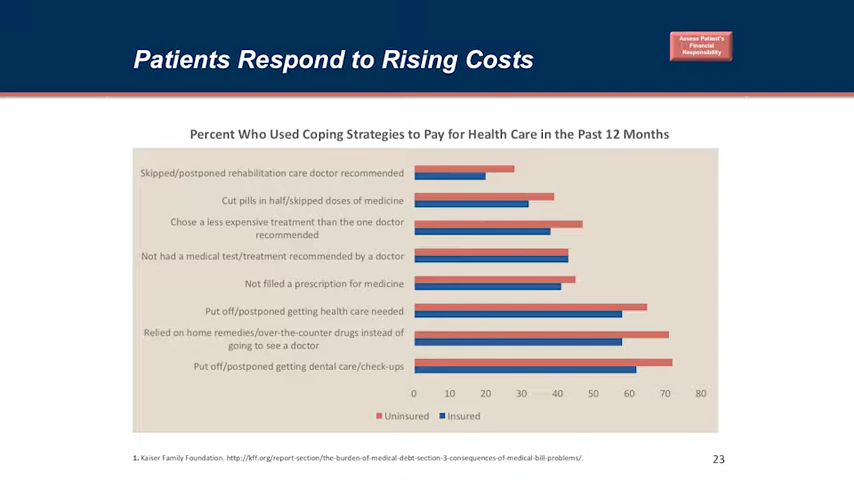 Patients Respond to Rising Costs
Assess Patient's
Financial
Responsibility
Percent Who Used Coping Strategies to Pay for Health Care in the Past 12 Months
Skipped/postponed rehabilitation care doctor recommended
Cut pills in half/skipped doses of medicine
Chose a less expensive treatment than the one doctor
recommended
Not had a medical test/treatment recommended by a doctor
Not filled a prescription for medicine
Put off/postponed getting health care needed
Relied on home remedies/over-the-counter drugs instead of
going to see a doctor
Put off/postponed getting dental care/check-ups
0 10 20 30 40 50 60 70 80
Uninsured Insured
1. Kaiser Family Foundation. http://kff.org/report-section/the-burden-of-medical-debt-section-3-consequences-of-medical-bill-problems/.
23